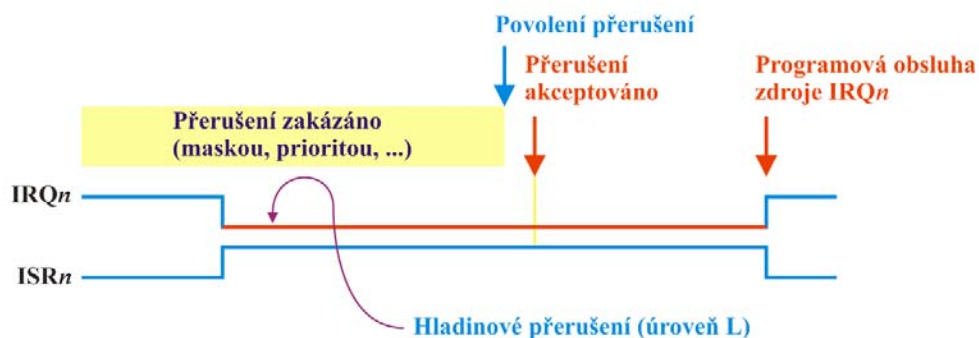 Povolení přerušení
Přerušení
akceptováno
Programová obsluha
zdroje IRQn
Přerušení zakázáno
(maskou, prioritou, ...)
IRQn
ISRn
Hladinové přerušení (úroveň L)